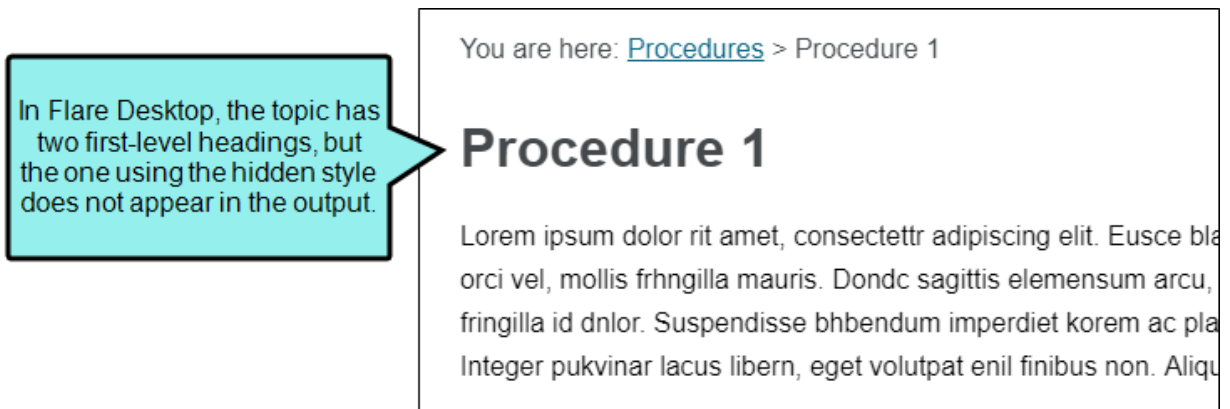 You are here: Procedures > Procedure 1
In Flare Desktop, the topic has
two first-level headings, but
the one using the hidden style
does not appear in the output.
Procedure 1
Lorem ipsum dolor rit amet, consectettr adipiscing elit. Eusce bla
orci vel, mollis frhngilla mauris. Dondc sagittis elemensum arcu,
fringilla id dnlor. Suspendisse bhbendum imperdiet korem ac pla
Integer pukvinar lacus libern, eget volutpat enil finibus non. Aliqu